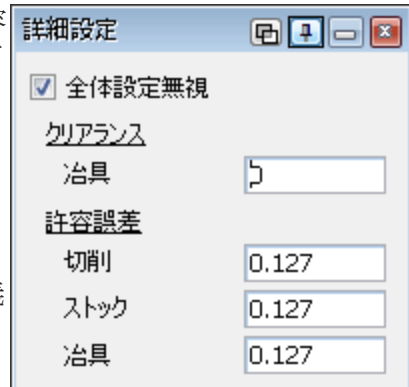 詳細設定
全体設定無視
クリアランス
冶具
許容誤差
切削 0.127
ストック 0.127
冶具 0.127